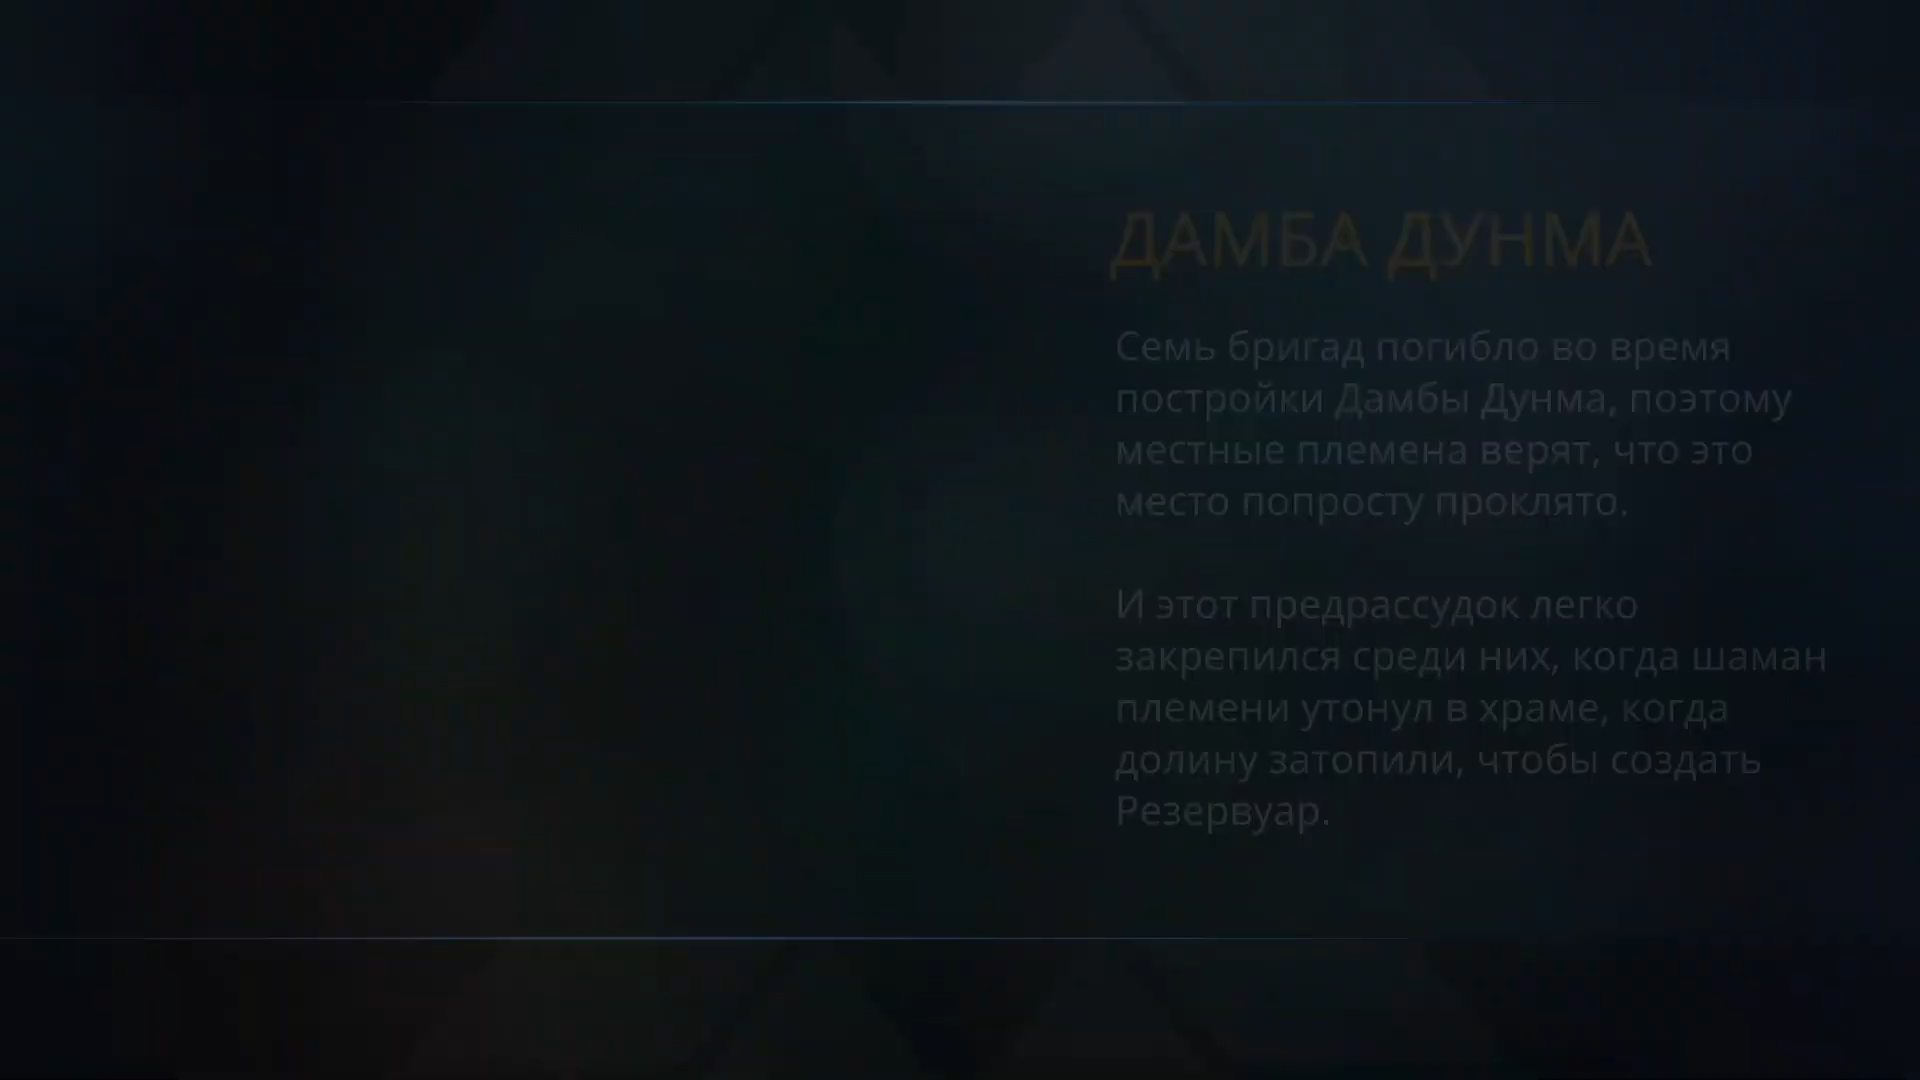 ДАМБА ДУНМА
Семь бригад погибло во время
постройки Дамбы Дунма, поэтому
местные племена верят, что это
место попросту проклято.
И этот предрассудок легко
закрепился среди них, когда шаман
племени утонул в храме, когда
долину затопили, чтобы создать
Резервуар.